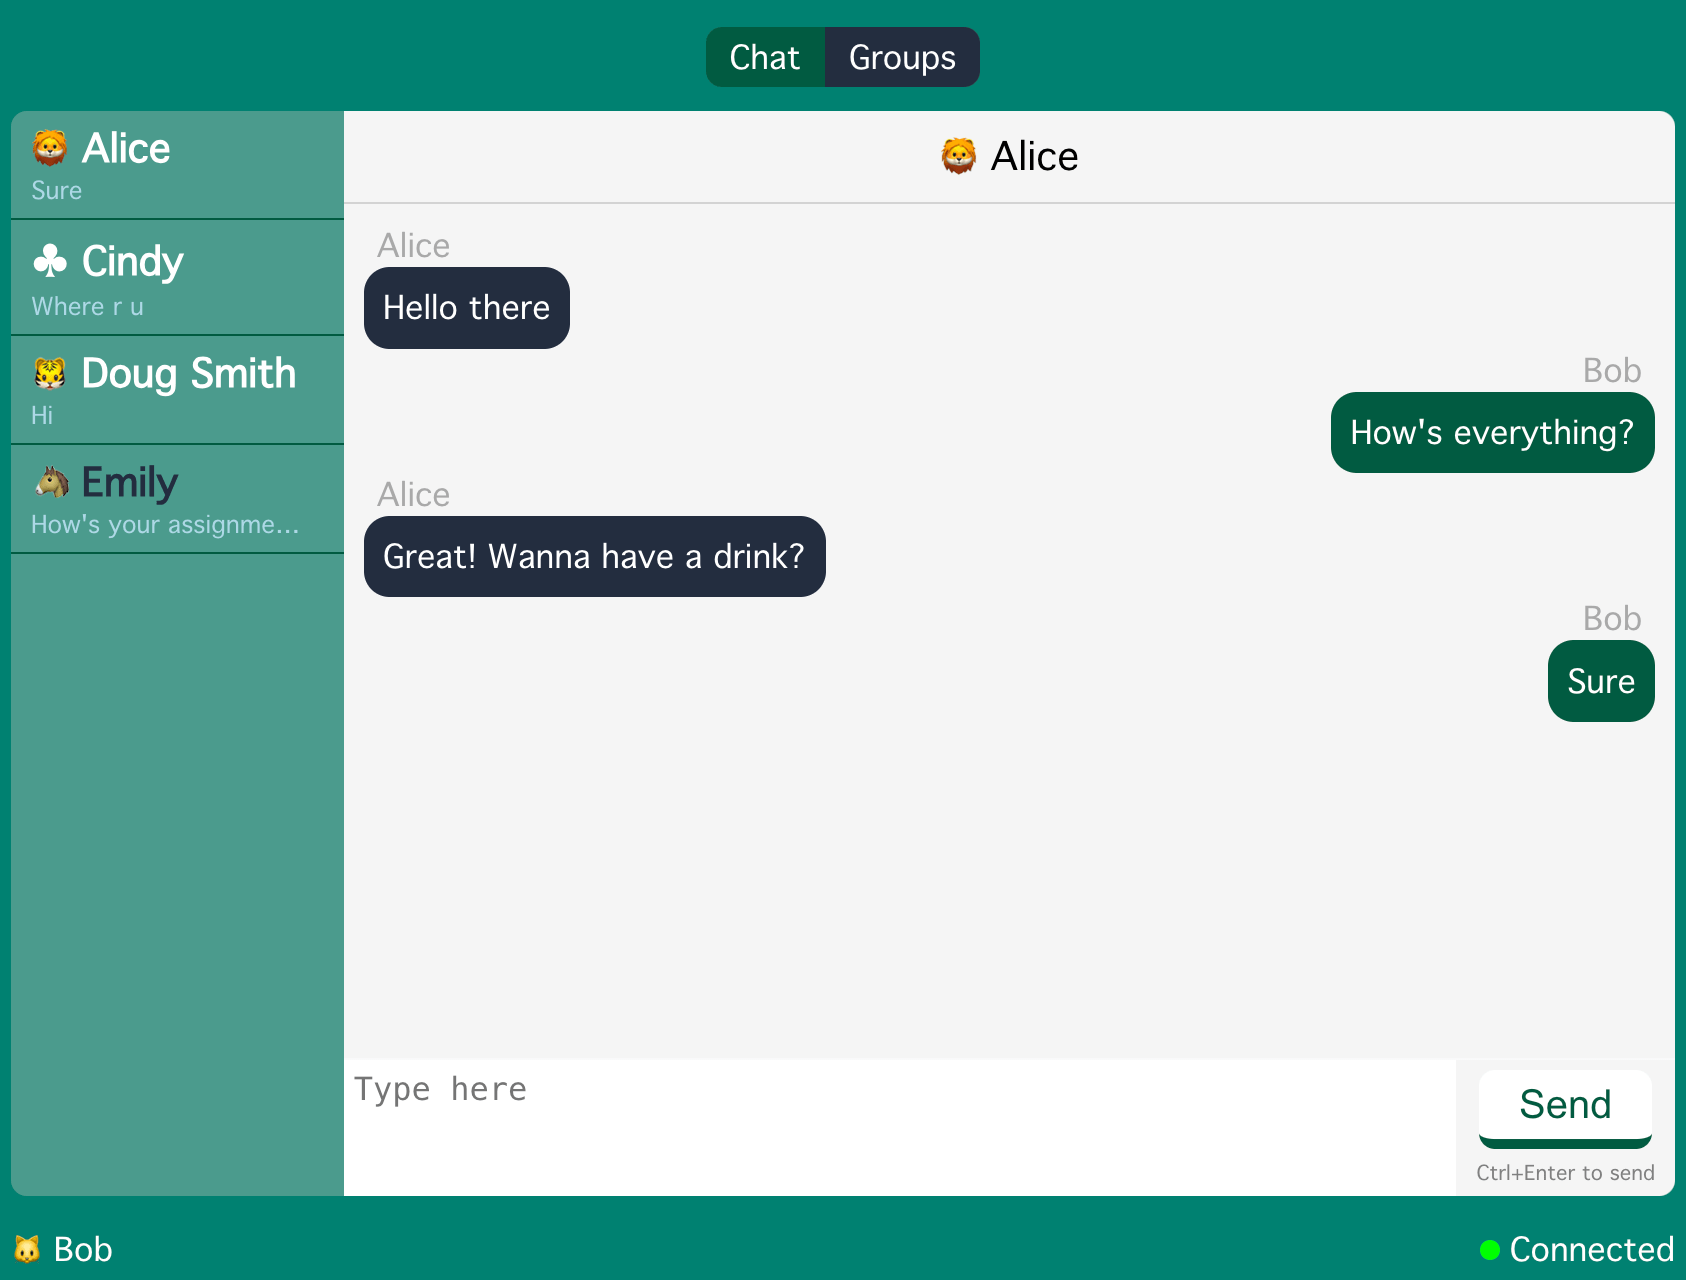 Chat Groups
🦁 Alice
Sure
♣ Cindy
Where r u
🐯 Doug Smith
Hi
🐴 Emily
How's your assignme...
🦁 Alice
Alice
Hello there
Bob
How's everything?
Alice
Great! Wanna have a drink?
Bob
Sure
Type here
Send
Ctrl+Enter to send
🐱 Bob
Connected